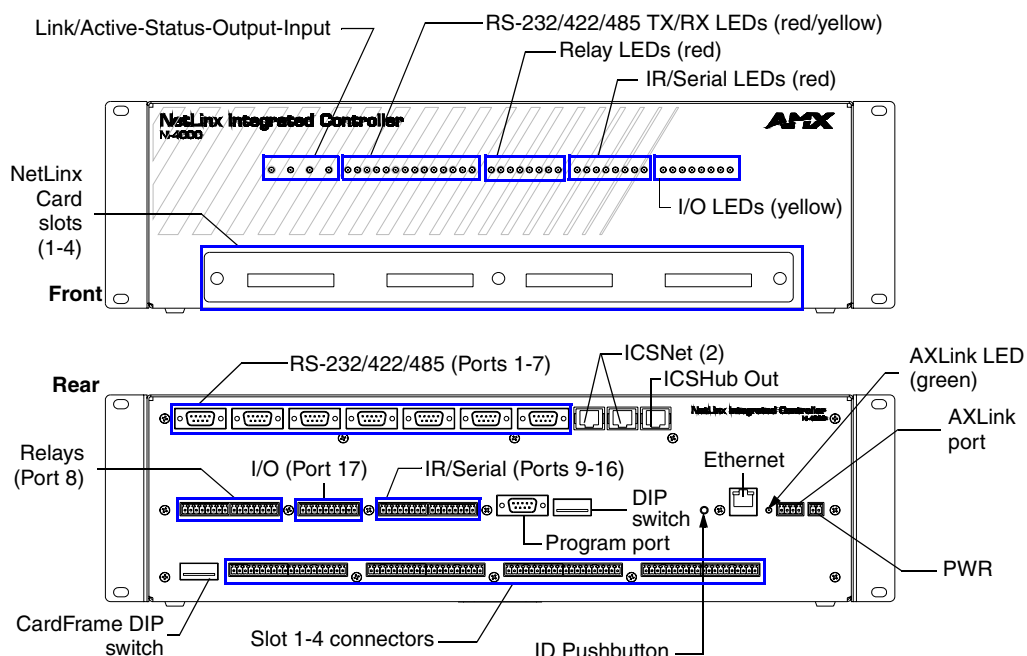 Link/Active-Status-Output-Input
RS-232/422/485 TX/RX LEDs (red/yellow)
Relay LEDs (red)
IR/Serial LEDs (red)
NetLinx Integrated Controller
NI-4000
AMX
NetLinx
Card
slots
(1-4)
I/O LEDs (yellow)
Front
Rear
RS-232/422/485 (Ports 1-7)
ICSNet (2)
ICSHub Out
AXLink LED
(green)
NetLinx Integrated Controller
NI-4000
AXLink
port
Relays
(Port 8)
I/O (Port 17)
IR/Serial (Ports 9-16)
Ethernet
DIP
switch
Program port
PWR
CardFrame DIP
switch
Slot 1-4 connectors
ID Pushbutton